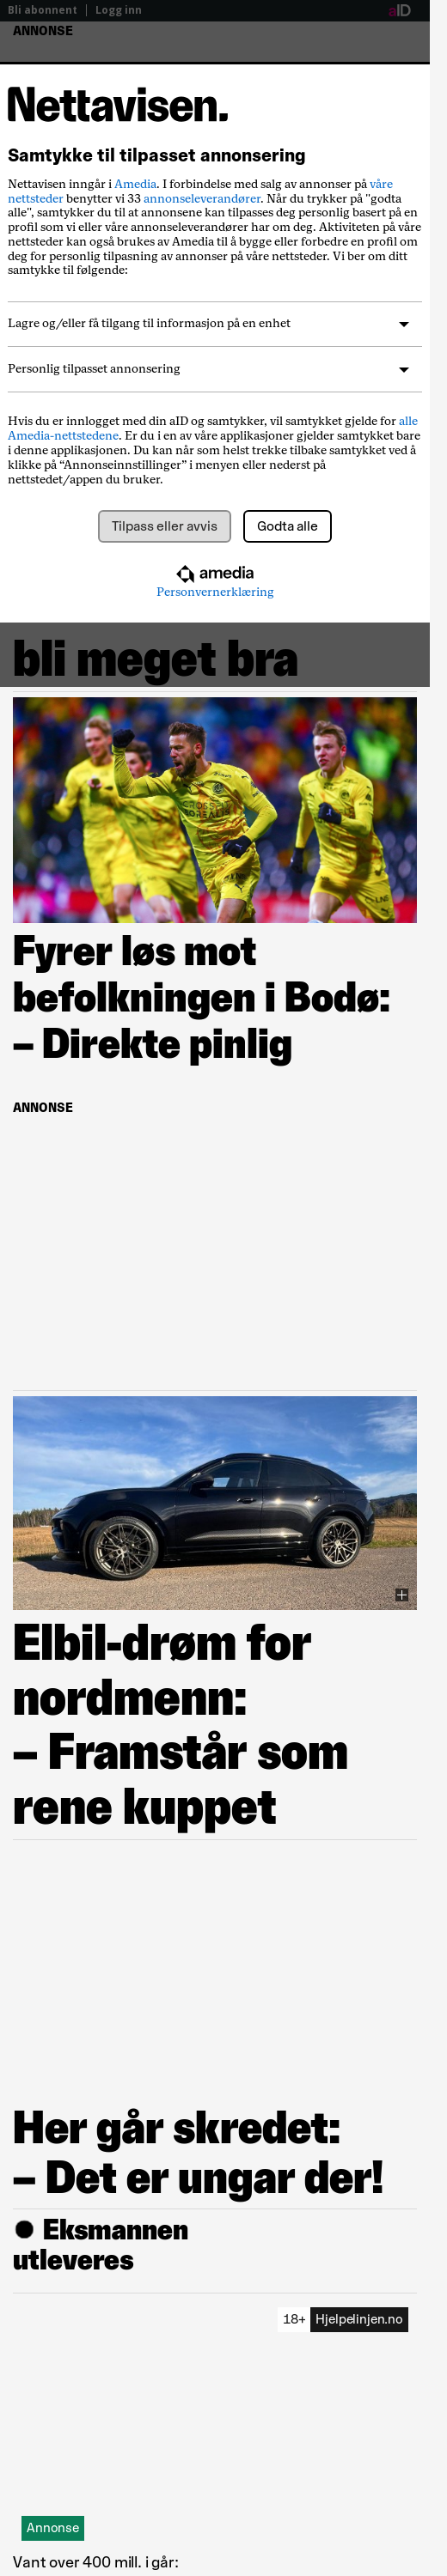 Bli abonnent | Logg inn
aID
ANNONSE
Nettavisen.
Samtykke til tilpasset annonsering
Nettavisen inngår i Amedia. I forbindelse med salg av annonser på våre
nettsteder benytter vi 33 annonseleverandører. Når du trykker på "godta
alle", samtykker du til at annonsene kan tilpasses deg personlig basert på en
profil som vi eller våre annonseleverandører har om deg. Aktiviteten på våre
nettsteder kan også brukes av Amedia til å bygge eller forbedre en profil om
deg for personlig tilpasning av annonser på våre nettsteder. Vi ber om ditt
samtykke til følgende:
Lagre og/eller få tilgang til informasjon på en enhet
Personlig tilpasset annonsering
Hvis du er innlogget med din aID og samtykker, vil samtykket gjelde for alle
Amedia-nettstedene. Er du i en av våre applikasjoner gjelder samtykket bare
i denne applikasjonen. Du kan når som helst trekke tilbake samtykket ved å
klikke på “Annonseinnstillinger” i menyen eller nederst på
nettstedet/appen du bruker.
Tilpass eller avvis
Godta alle
amedia
Personvernerklæring
bli meget bra
Fyrer løs mot
befolkningen i Bodø:
– Direkte pinlig
ANNONSE
Elbil-drøm for
nordmenn:
– Framstår som
rene kuppet
Her går skredet:
– Det er ungar der!
Eksmannen
utleveres
18+ Hjelpelinjen.no
Annonse
Vant over 400 mill. i går: